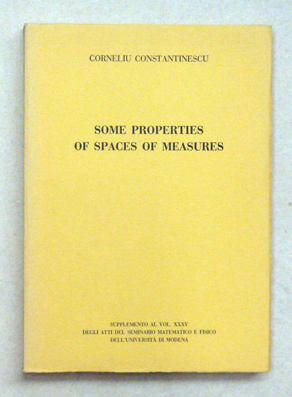 CORNELIU CONSTANTINESCU
SOME PROPERTIES
OF SPACES OF MEASURES
SUPPLEMENTO AL VOL. XXXV
DEGLI ATTI DEL SEMINARIO MATEMATICO E FISICO
DELL'UNIVERSITÀ DI MODENA